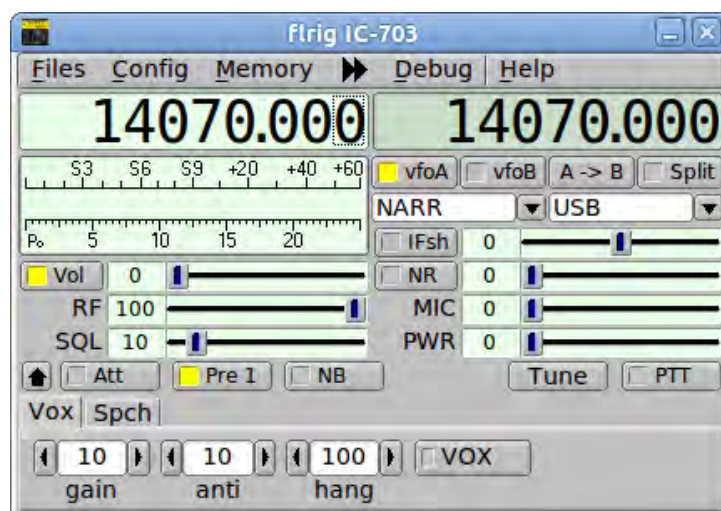 flrig IC-703
Files Config Memory Debug Help
14070.000 14070.000
S3 S6 S9 +20 +40 +60
vfoA vfoB A -> B Split
NARR USB
Po 5 10 15 20
IFsh 0
Vol 0 NR 0
RF 100 MIC 0
SQL 10 PWR 0
Att Pre 1 NB Tune PTT
Vox Spch
10 10 100 VOX
gain anti hang